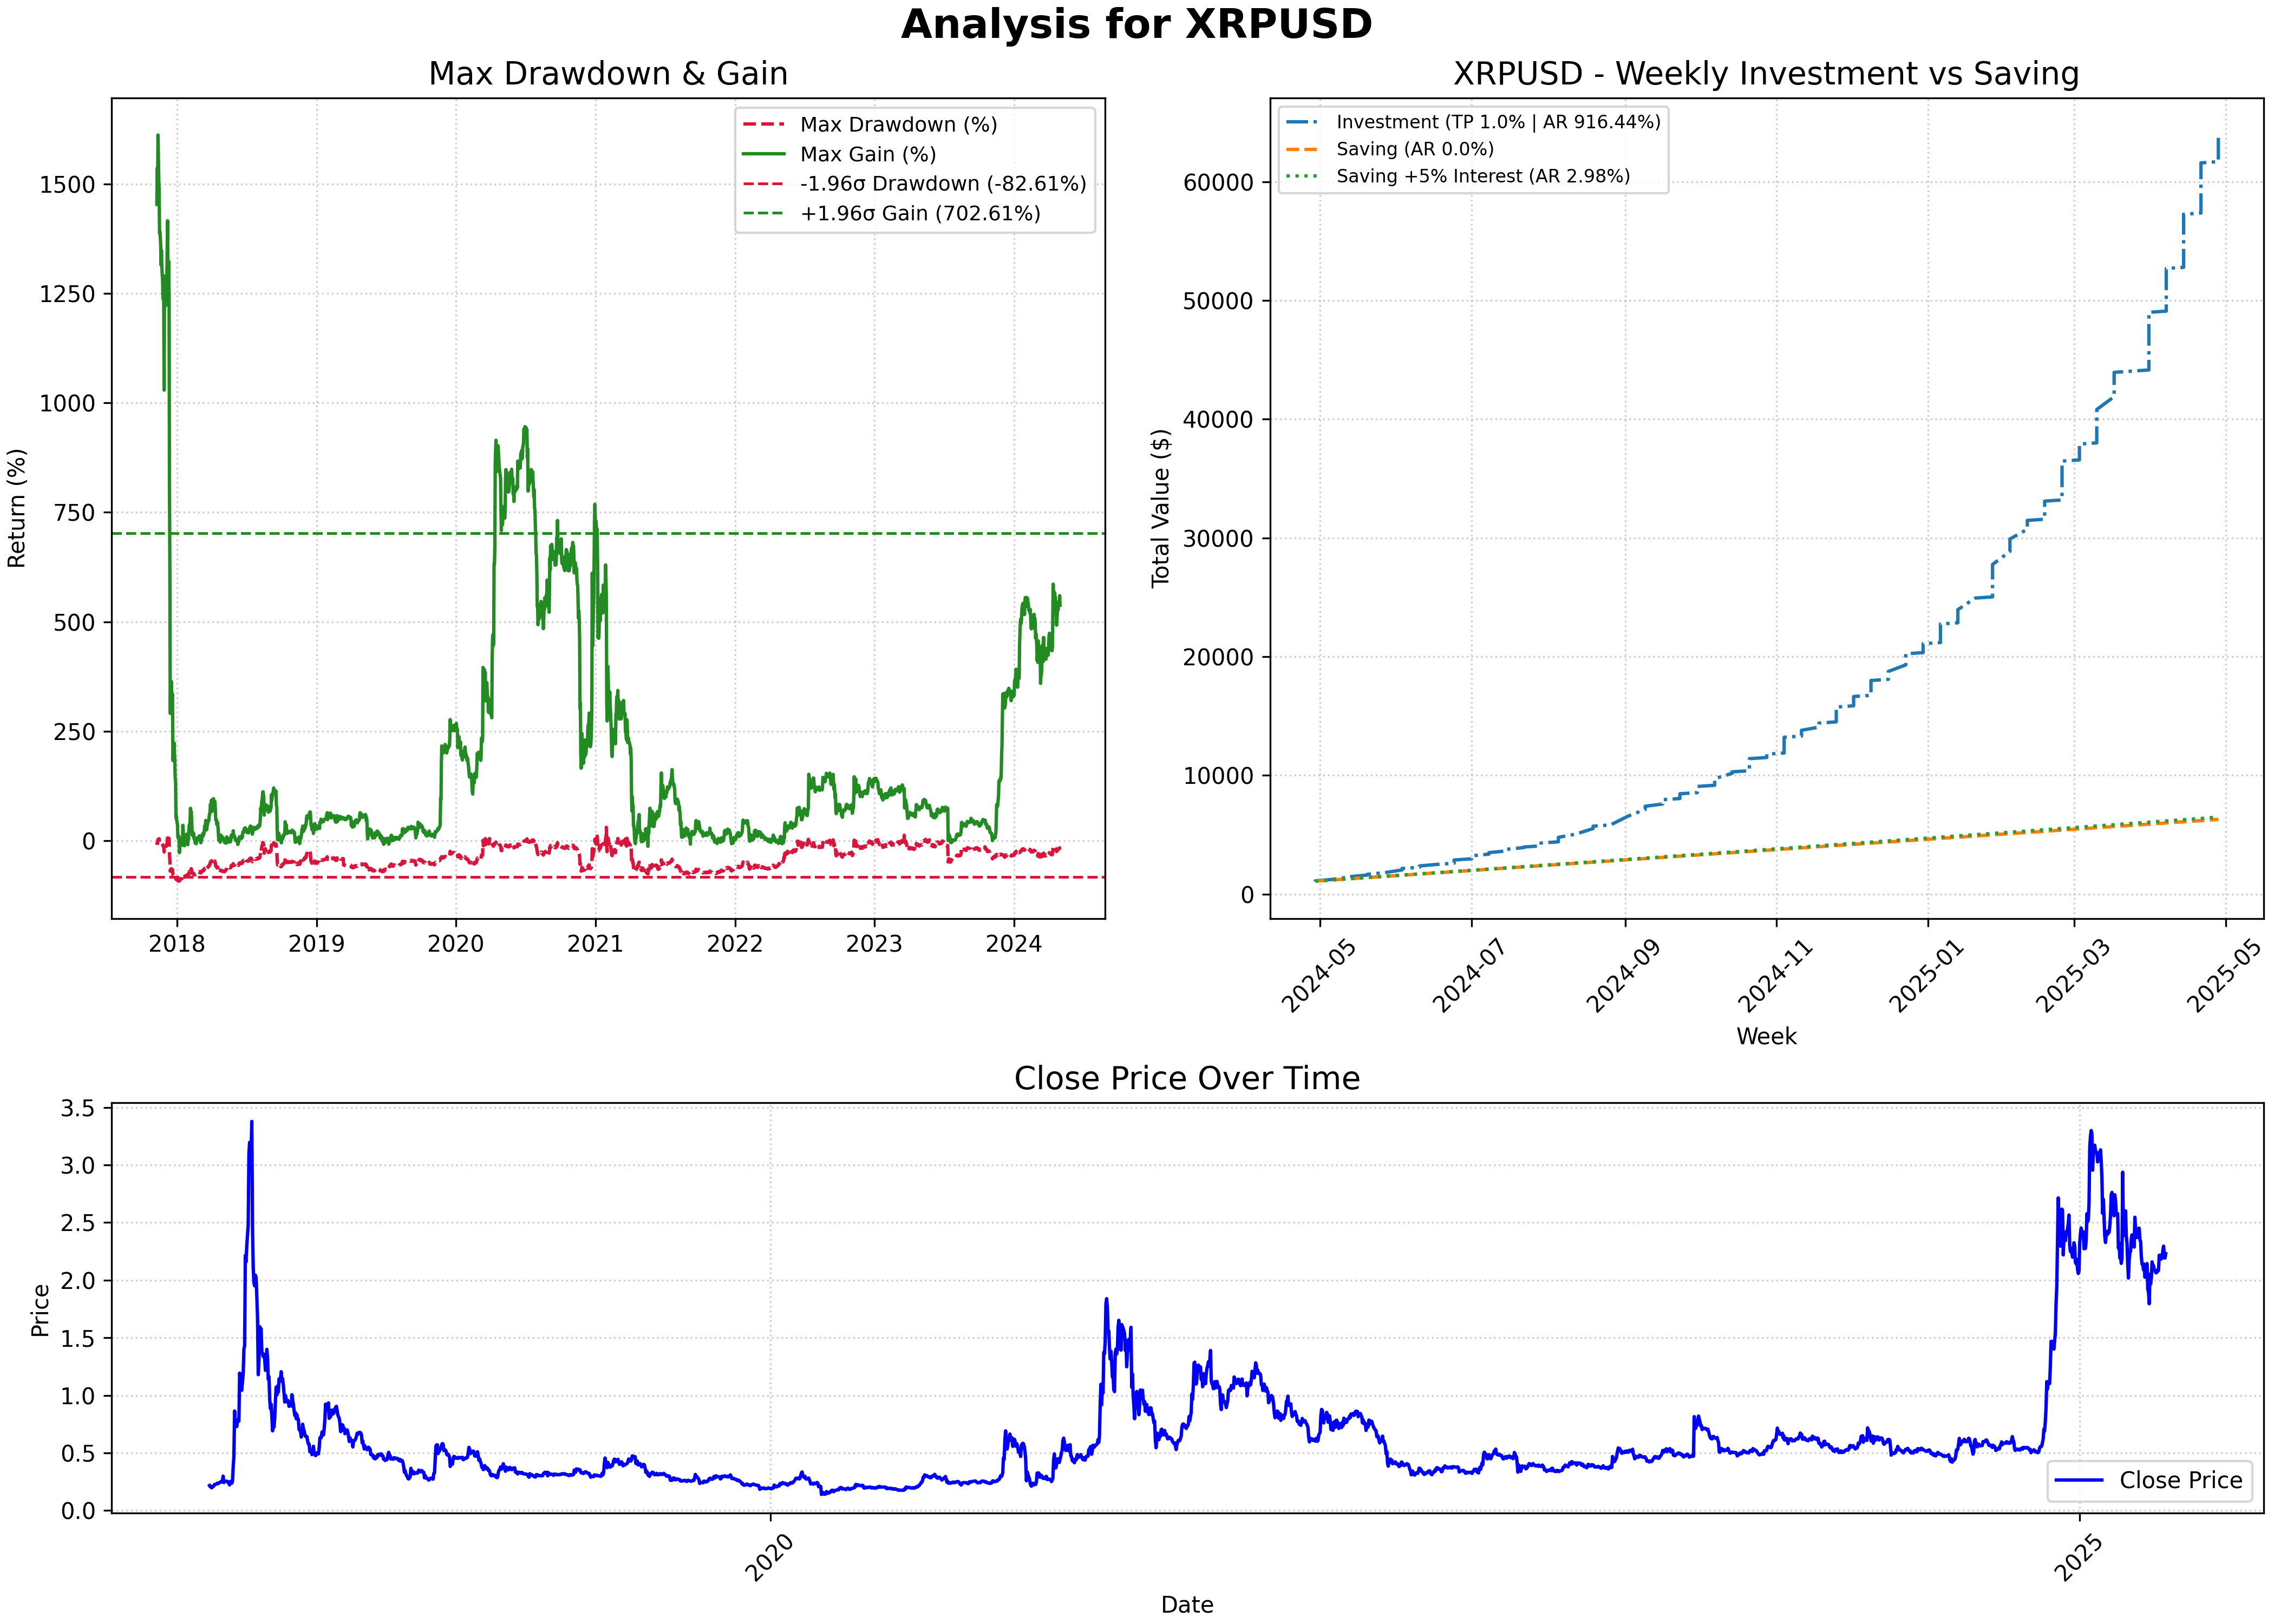 Analysis for XRPUSD
Max Drawdown & Gain
Return (%)
1500
1250
1000
750
500
250
0
2018 2019 2020 2021 2022 2023 2024
Max Drawdown (%)
Max Gain (%)
-1.96σ Drawdown (-82.61%)
+1.96σ Gain (702.61%)
XRPUSD - Weekly Investment vs Saving
Total Value ($)
60000
50000
40000
30000
20000
10000
0
2024-05 2024-07 2024-09 2024-11 2025-01 2025-03 2025-05
Week
Investment (TP 1.0% | AR 916.44%)
Saving (AR 0.0%)
Saving +5% Interest (AR 2.98%)
Close Price Over Time
Price
3.5
3.0
2.5
2.0
1.5
1.0
0.5
0.0
2020 2025
Date
Close Price